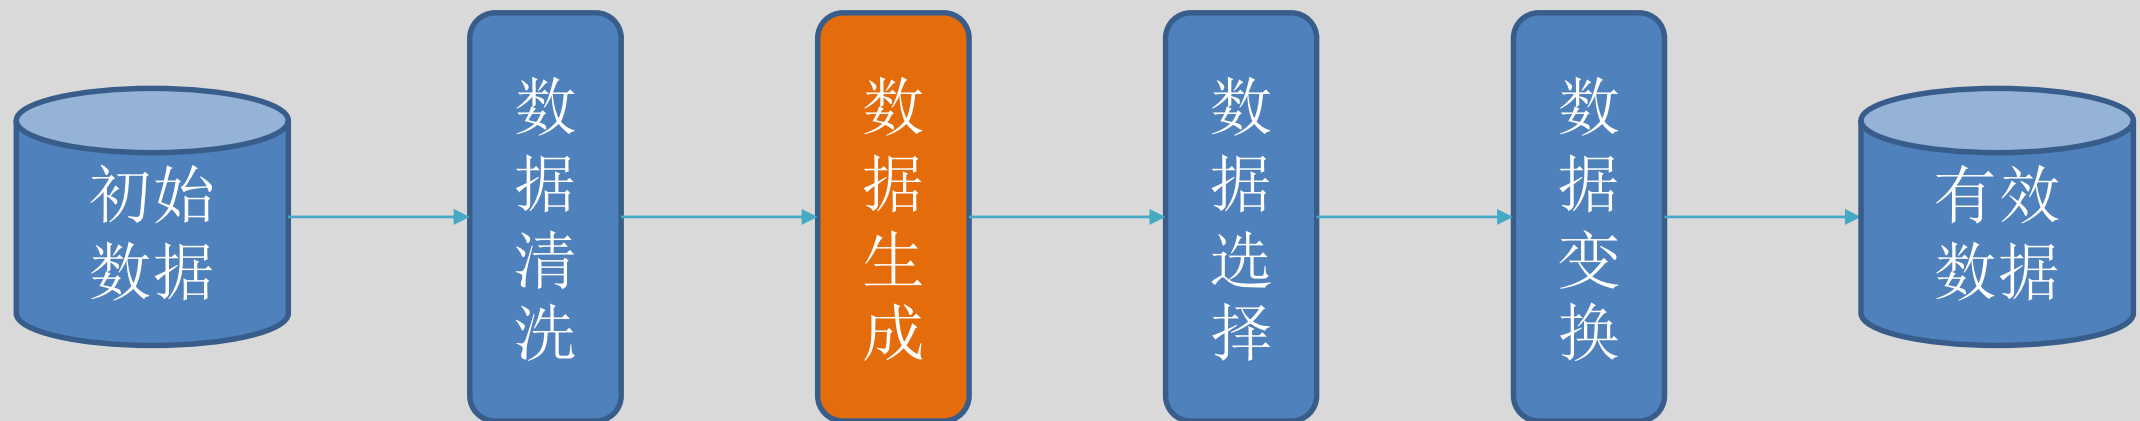 初始
数据
数据清洗
数据生成
数据选择
数据变换
有效
数据